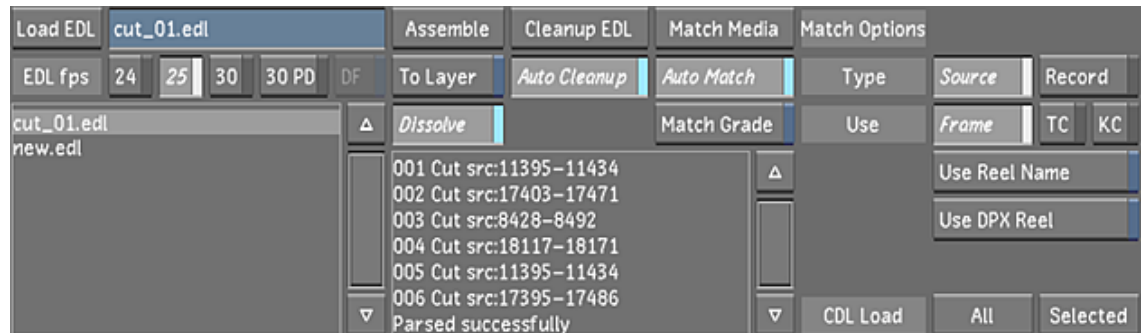 Load EDL cut_01.edl Assemble Cleanup EDL Match Media Match Options
EDL fps 24 25 30 30 PD DF To Layer Auto Cleanup Auto Match Type Source Record
cut_01.edl Dissolve Match Grade Use Frame TC KC
new.edl
001 Cut src:11395-11434
002 Cut src:17403-17471
003 Cut src:8428-8492
004 Cut src:18117-18171
005 Cut src:11395-11434
006 Cut src:17395-17486
Parsed successfully
Use Reel Name
Use DPX Reel
CDL Load All Selected